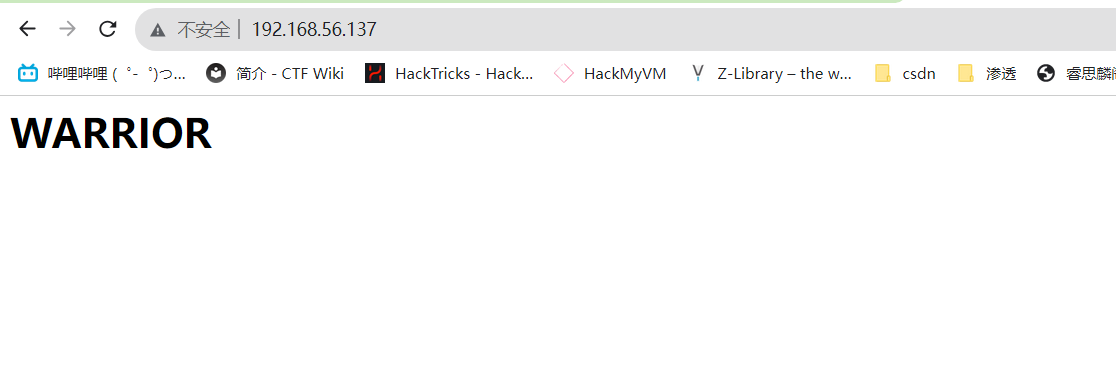 不安全 | 192.168.56.137
哔哩哔哩 (゜-゜)つ... 简介 - CTF Wiki HackTricks - Hack... HackMyVM Z-Library – the w... csdn 渗透 睿思麟
WARRIOR